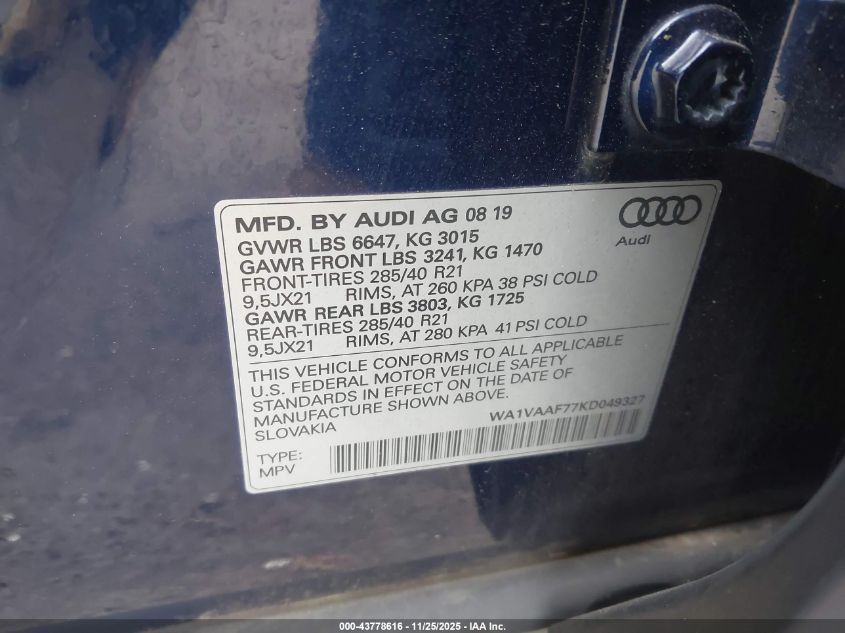 MFD. BY AUDI AG 08 19
GVWR LBS 6647, KG 3015
GAWR FRONT LBS 3241, KG 1470
FRONT-TIRES 285/40 R21
9,5JX21 RIMS, AT 260 KPA 38 PSI COLD
GAWR REAR LBS 3803, KG 1725
REAR-TIRES 285/40 R21
9,5JX21 RIMS, AT 280 KPA 41 PSI COLD
Audi
THIS VEHICLE CONFORMS TO ALL APPLICABLE
U.S. FEDERAL MOTOR VEHICLE SAFETY
STANDARDS IN EFFECT ON THE DATE OF
MANUFACTURE SHOWN ABOVE.
SLOVAKIA
WA1VAAF77KD049327
TYPE:
MPV
000-43778616 - 11/25/2025 - IAA Inc.